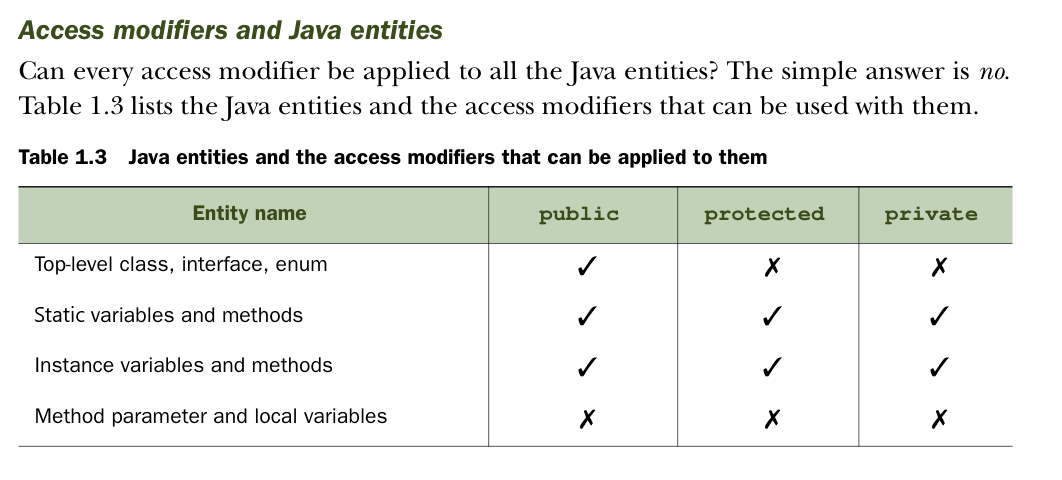 Access modifiers and Java entities
Can every access modifier be applied to all the Java entities? The simple answer is no.
Table 1.3 lists the Java entities and the access modifiers that can be used with them.
Table 1.3 Java entities and the access modifiers that can be applied to them
Entity name public protected private
Top-level class, interface, enum ✓ ✗ ✗
Static variables and methods ✓ ✓ ✓
Instance variables and methods ✓ ✓ ✓
Method parameter and local variables ✗ ✗ ✗